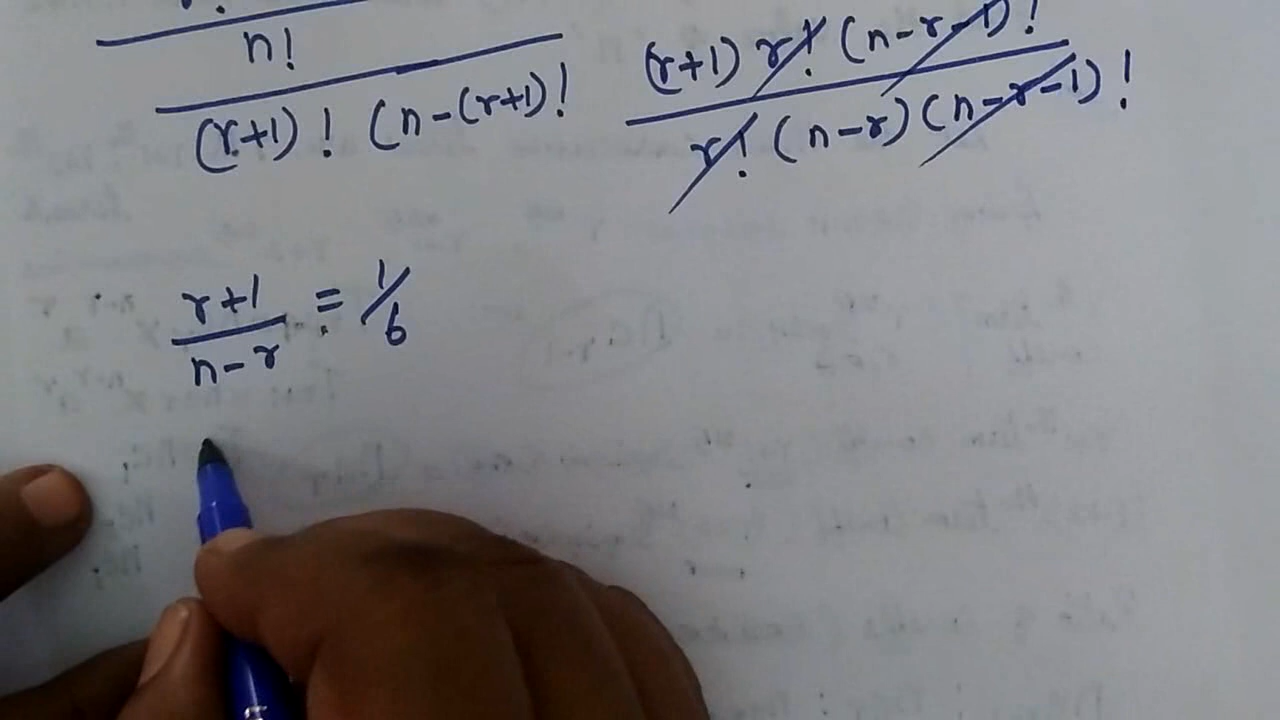 n!
(r+1)! (n-(r+1)!
(r+1) r! (n-r-1)!
r! (n-r) (n-r-1)!
r+1 = 1/6
n-r